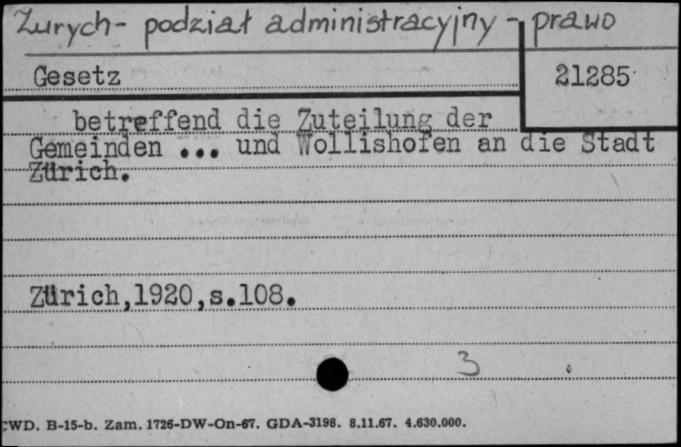 Zurych - podział administracyjny - prawo
Gesetz
21285
betreffend die Zuteilung der
Gemeinden ... und Wollishofen an die Stadt
Zürich.
Zürich,1920,s.108.
3
CWD. B-15-b. Zam. 1726-DW-On-67. GDA-3198. 8.11.67. 4.630.000.